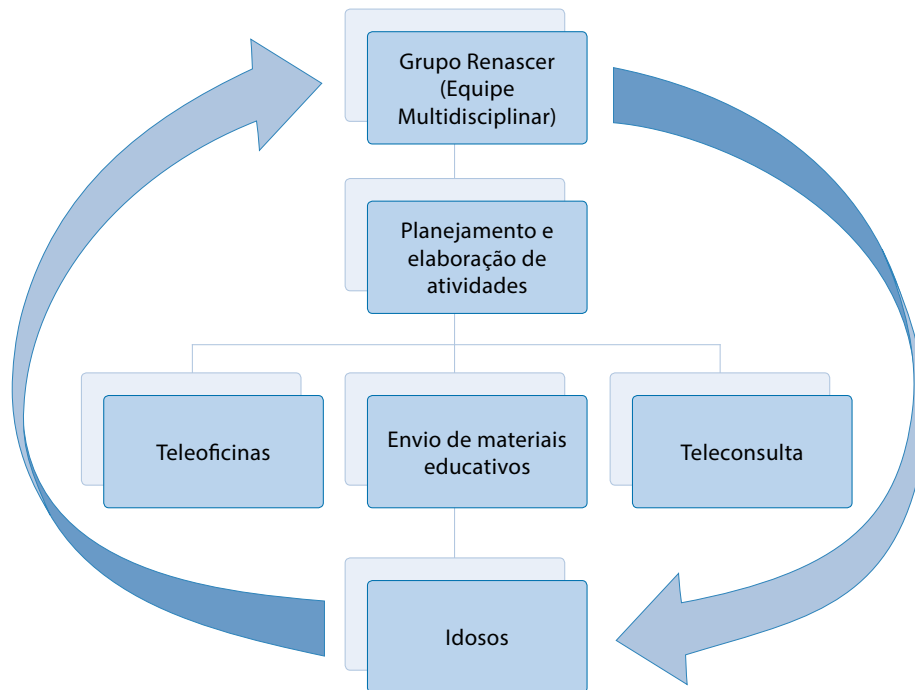 Grupo Renascer
(Equipe
Multidisciplinar)
Planejamento e
elaboração de
atividades
Teleoficinas
Envio de materiais
educativos
Teleconsulta
Idosos